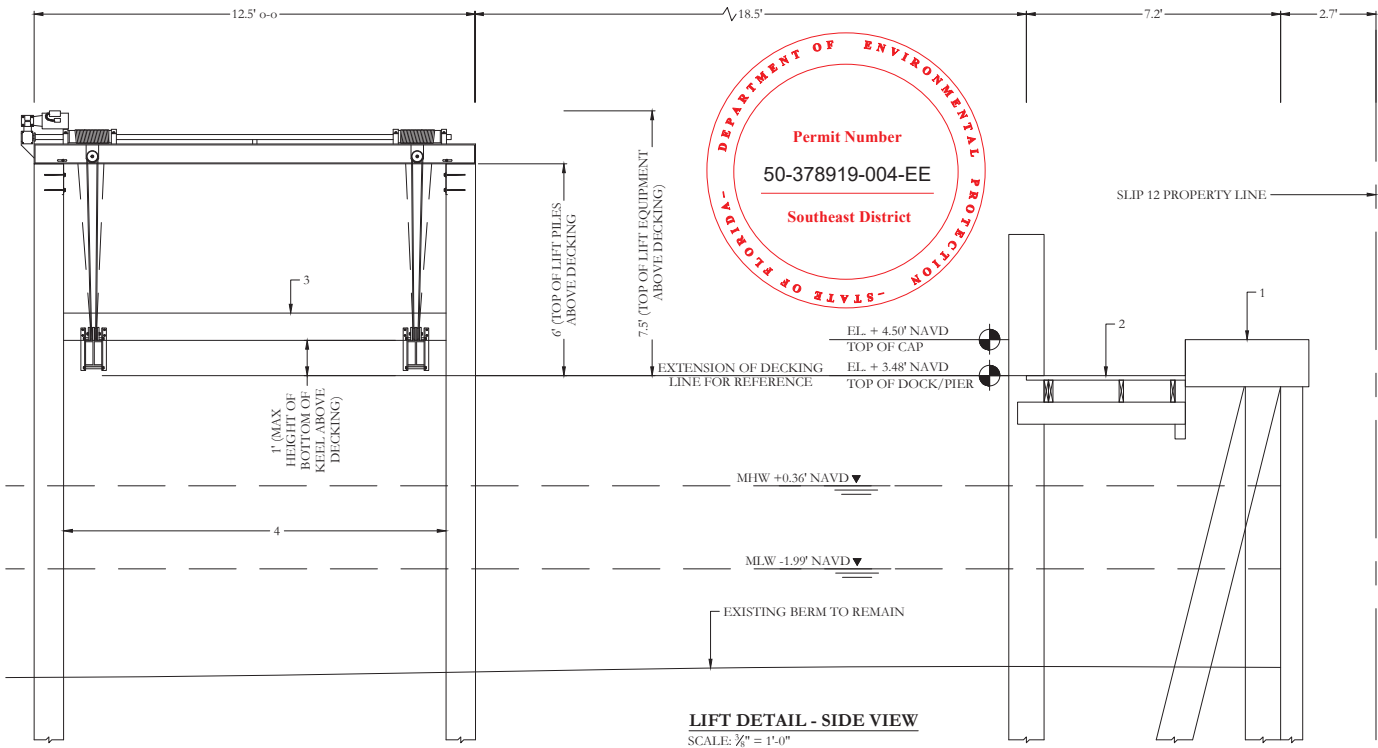 12.5' o-o
18.5'
7.2'
2.7'
DEPARTMENT OF ENVIRONMENTAL PROTECTION
-STATE OF FLORIDA-
Permit Number
50-378919-004-EE
Southeast District
SLIP 12 PROPERTY LINE
6' (TOP OF LIFT PILES
ABOVE DECKING)
7.5' (TOP OF LIFT EQUIPMENT
ABOVE DECKING)
3
1
2
EL. + 4.50' NAVD
TOP OF CAP
EXTENSION OF DECKING
LINE FOR REFERENCE
EL. + 3.48' NAVD
TOP OF DOCK/PIER
1' (MAX
HEIGHT OF
BOTTOM OF
KEEL ABOVE
DECKING)
MHW +0.36' NAVD
4
MLW -1.99' NAVD
EXISTING BERM TO REMAIN
LIFT DETAIL - SIDE VIEW
SCALE: 3/8" = 1'-0"